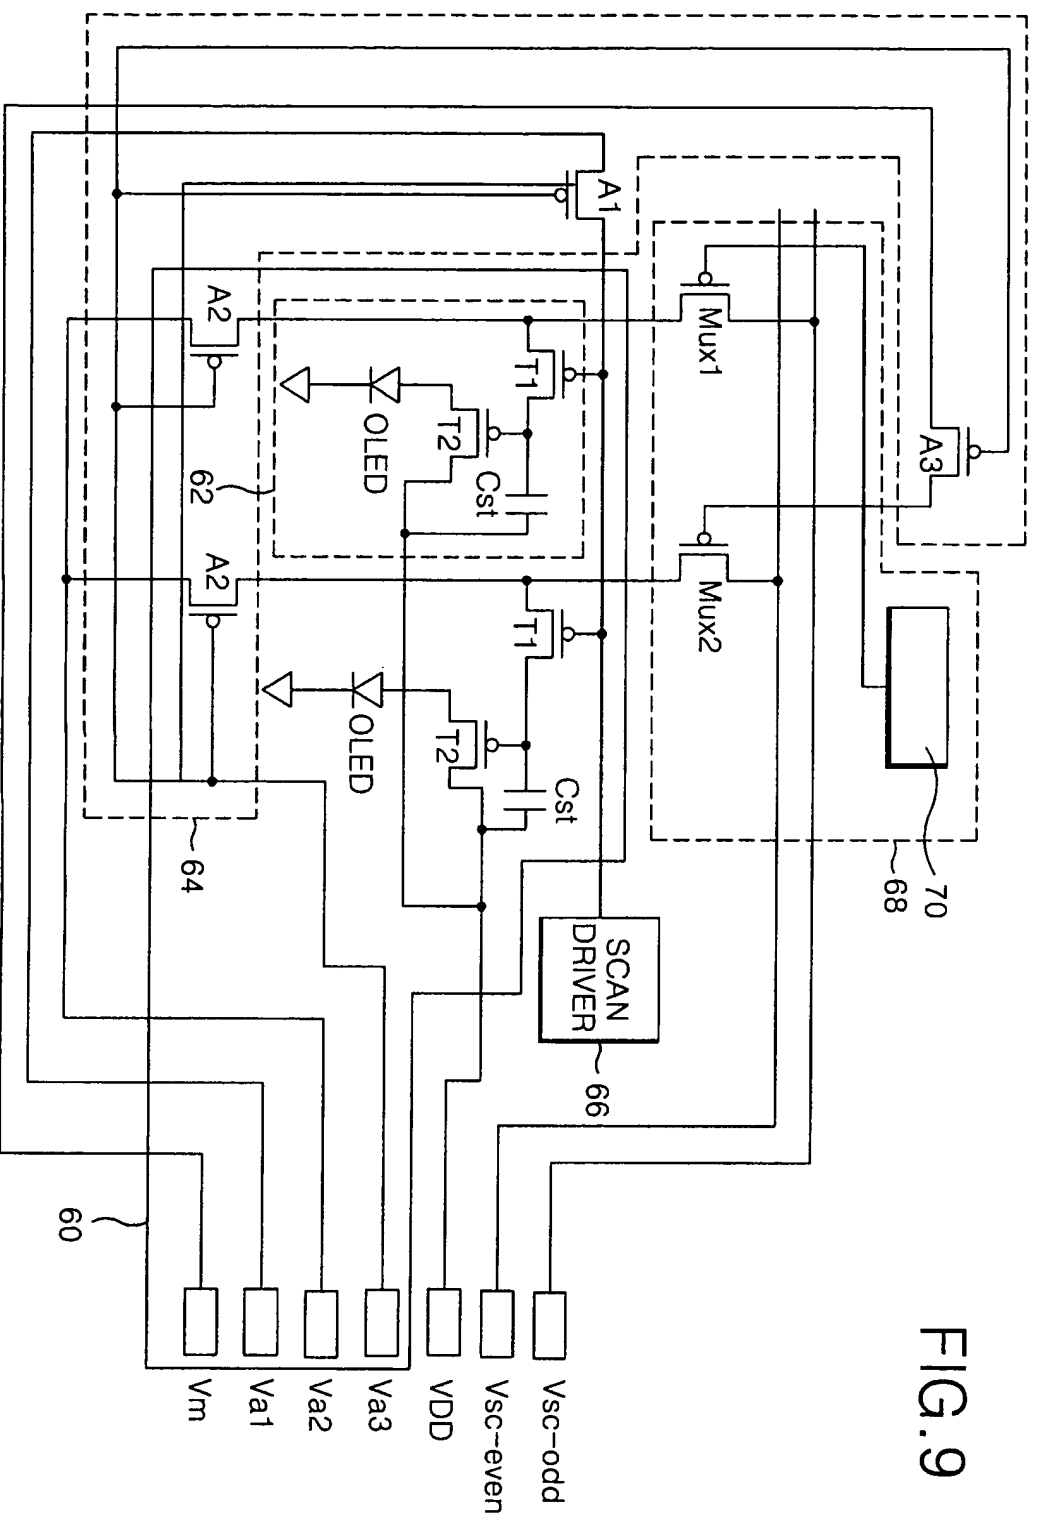 FIG.9
A3
70
68
Mux1
Mux2
A1
SCAN
DRIVER
66
T1
T2
Cst
OLED
62
T1
T2
Cst
OLED
A2
A2
64
60
Vsc-odd
Vsc-even
VDD
Va3
Va2
Va1
Vm